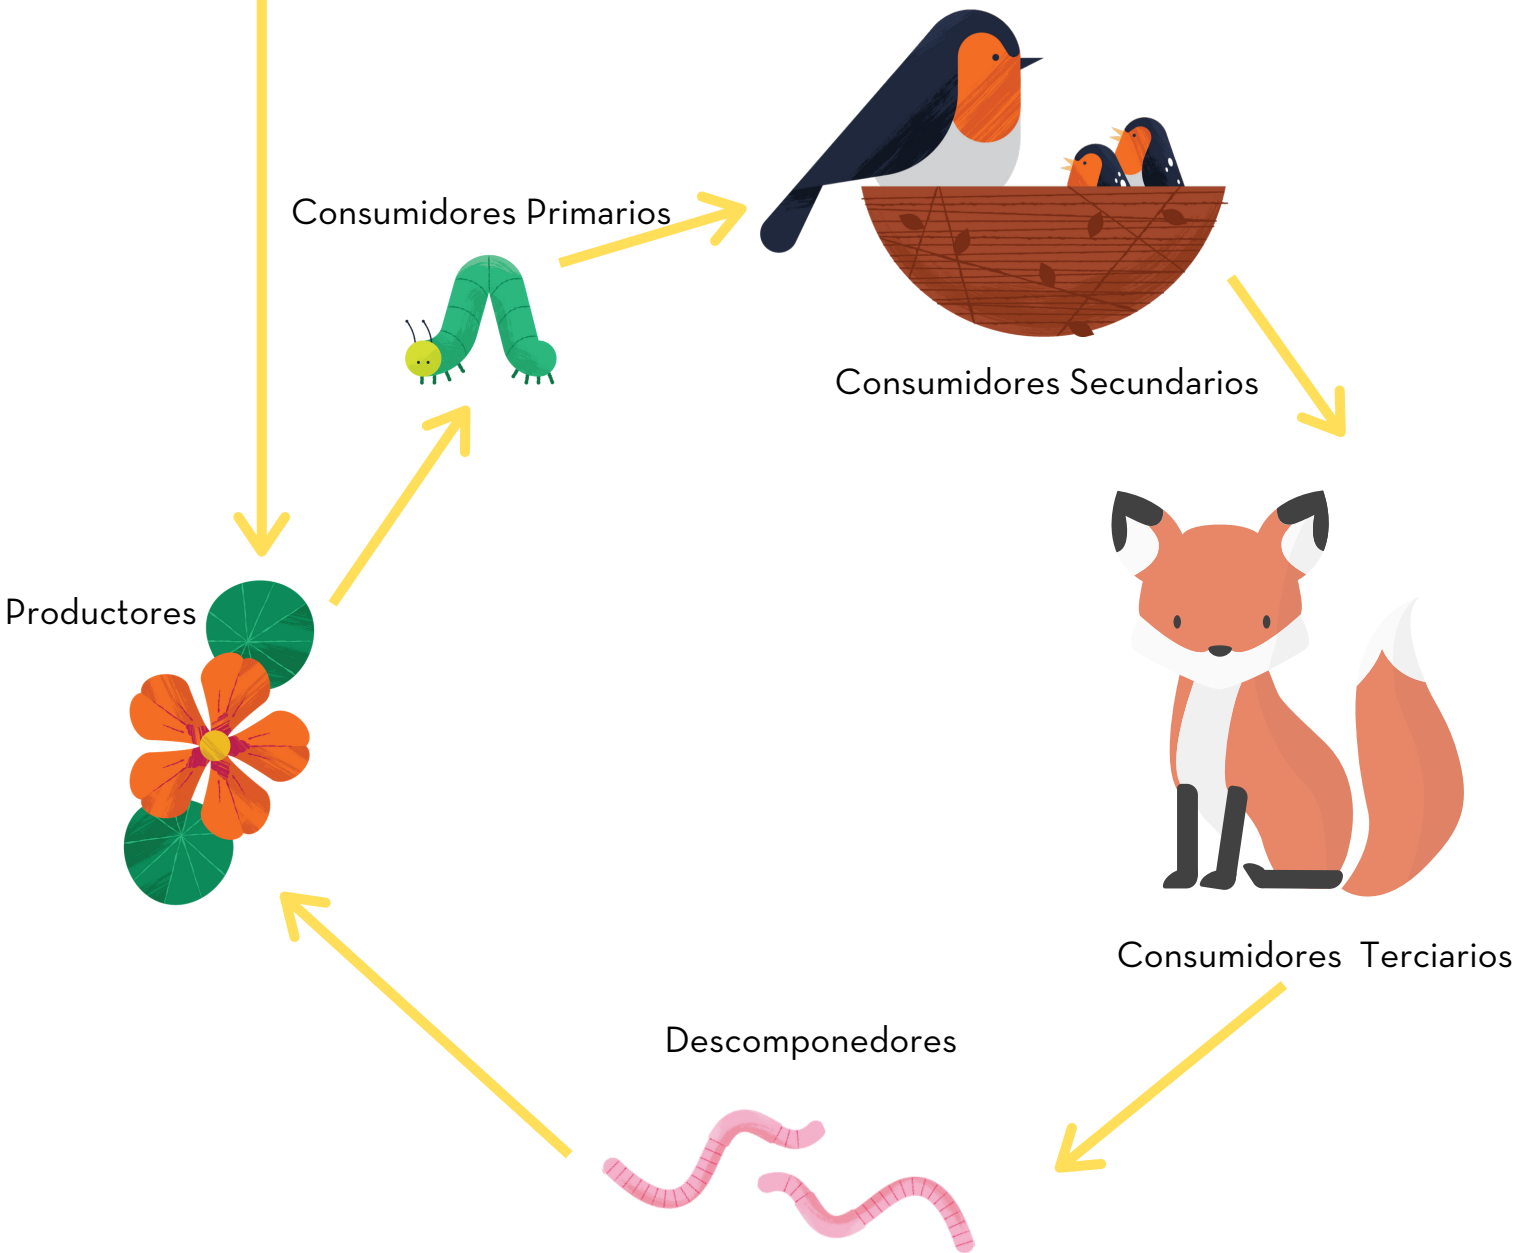 Consumidores Primarios
Consumidores Secundarios
Productores
Consumidores Terciarios
Descomponedores